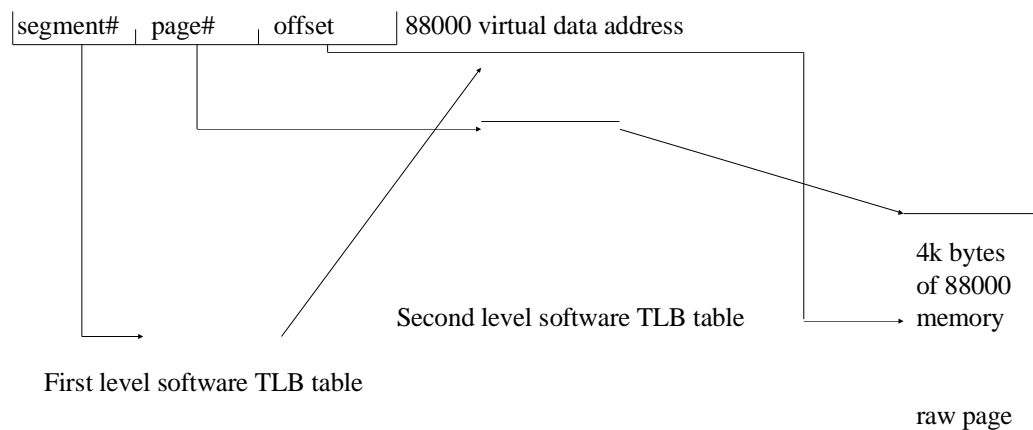 segment# page# offset 88000 virtual data address
4k bytes
of 88000
memory
Second level software TLB table
First level software TLB table
raw page